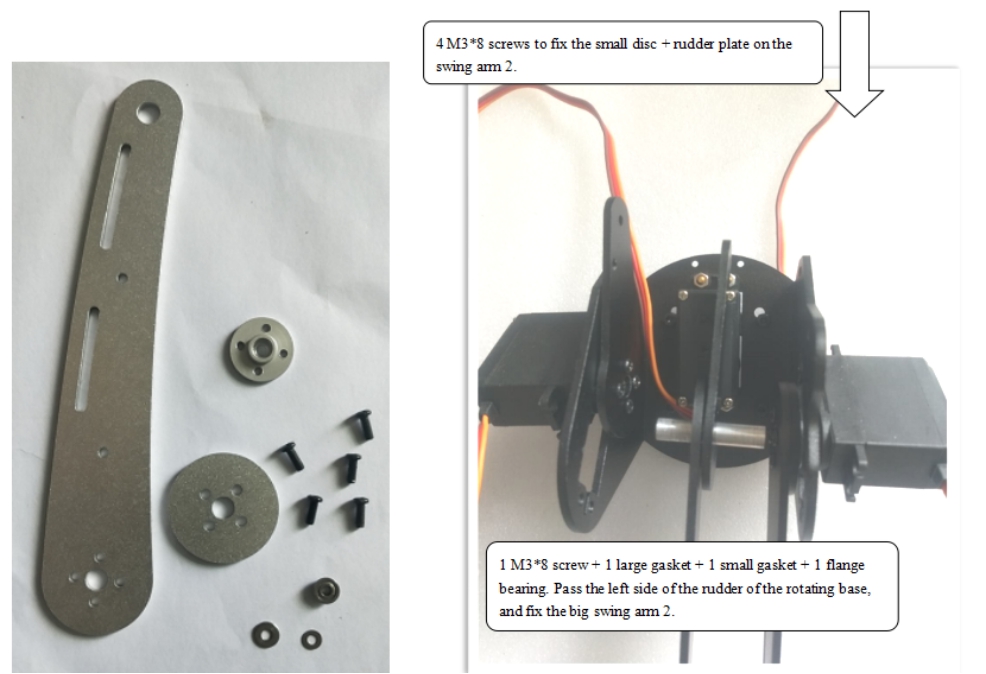 4 M3*8 screws to fix the small disc + rudder plate on the
swing arm 2.
1 M3*8 screw + 1 large gasket + 1 small gasket + 1 flange
bearing. Pass the left side of the rudder of the rotating base,
and fix the big swing arm 2.